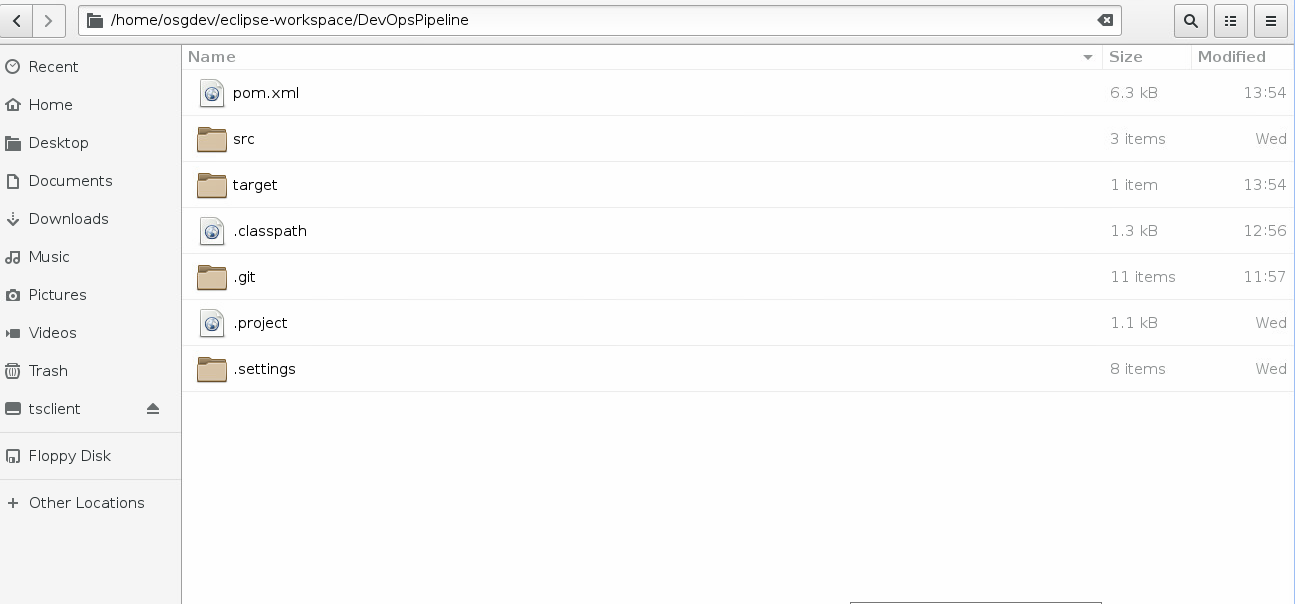 /home/osgdev/eclipse-workspace/DevOpsPipeline
Recent
Home
Desktop
Documents
Downloads
Music
Pictures
Videos
Trash
tsclient
Floppy Disk
Other Locations
Name Size Modified
pom.xml 6.3 kB 13:54
src 3 items Wed
target 1 item 13:54
.classpath 1.3 kB 12:56
.git 11 items 11:57
.project 1.1 kB Wed
.settings 8 items Wed